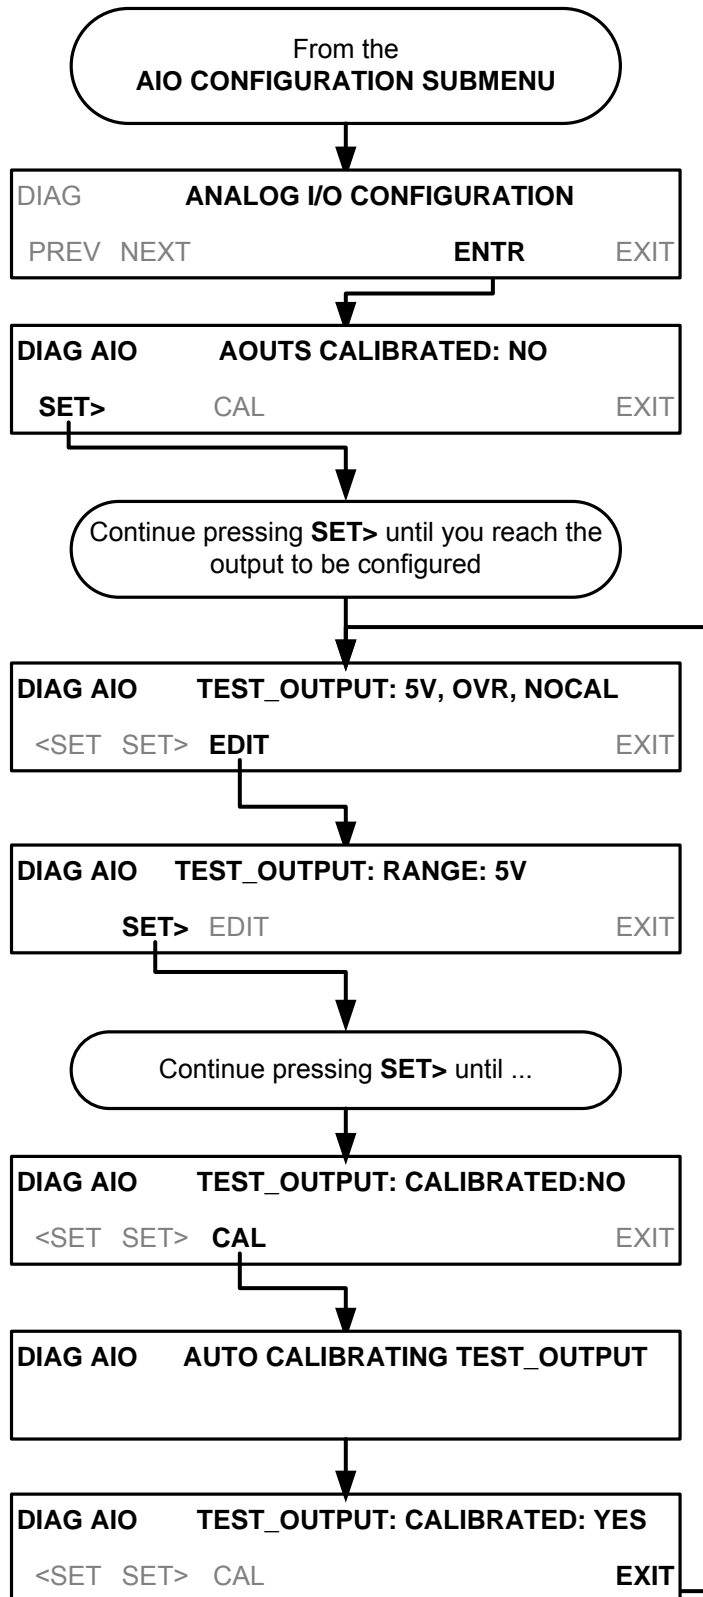 From the
AIO CONFIGURATION SUBMENU
DIAG ANALOG I/O CONFIGURATION
PREV NEXT ENTR EXIT
DIAG AIO AOUTS CALIBRATED: NO
SET> CAL EXIT
Continue pressing SET> until you reach the
output to be configured
DIAG AIO TEST_OUTPUT: 5V, OVR, NOCAL
<SET SET> EDIT EXIT
DIAG AIO TEST_OUTPUT: RANGE: 5V
SET> EDIT EXIT
Continue pressing SET> until ...
DIAG AIO TEST_OUTPUT: CALIBRATED:NO
<SET SET> CAL EXIT
DIAG AIO AUTO CALIBRATING TEST_OUTPUT
DIAG AIO TEST_OUTPUT: CALIBRATED: YES
<SET SET> CAL EXIT